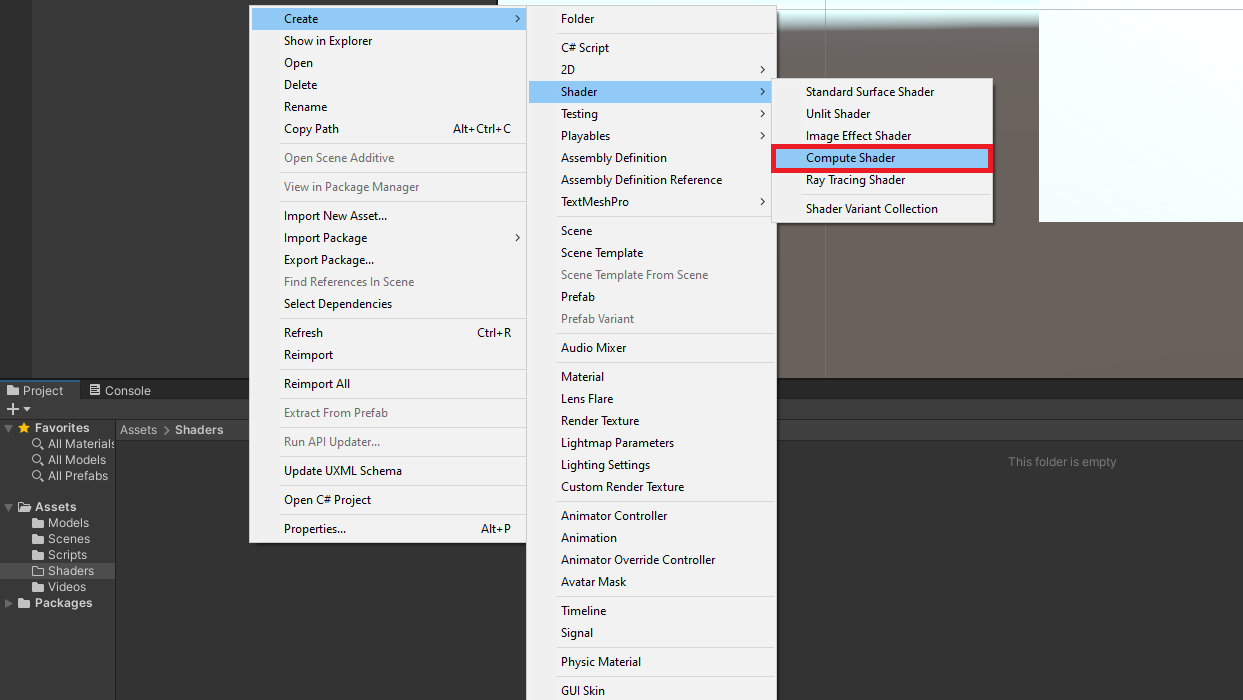 Create
Show in Explorer
Open
Delete
Rename
Copy Path Alt+Ctrl+C
Open Scene Additive
View in Package Manager
Import New Asset...
Import Package
Export Package...
Find References In Scene
Select Dependencies
Refresh Ctrl+R
Reimport
Reimport All
Extract From Prefab
Run API Updater...
Update UXML Schema
Open C# Project
Properties... Alt+P
Folder
C# Script
2D
Shader
Testing
Playables
Assembly Definition
Assembly Definition Reference
TextMeshPro
Scene
Scene Template
Scene Template From Scene
Prefab
Prefab Variant
Audio Mixer
Material
Lens Flare
Render Texture
Lightmap Parameters
Lighting Settings
Custom Render Texture
Animator Controller
Animation
Animator Override Controller
Avatar Mask
Timeline
Signal
Physic Material
GUI Skin
Standard Surface Shader
Unlit Shader
Image Effect Shader
Compute Shader
Ray Tracing Shader
Shader Variant Collection
Project Console
Favorites
All Materials
All Models
All Prefabs
Assets
Models
Scenes
Scripts
Shaders
Videos
Packages
Assets > Shaders
This folder is empty